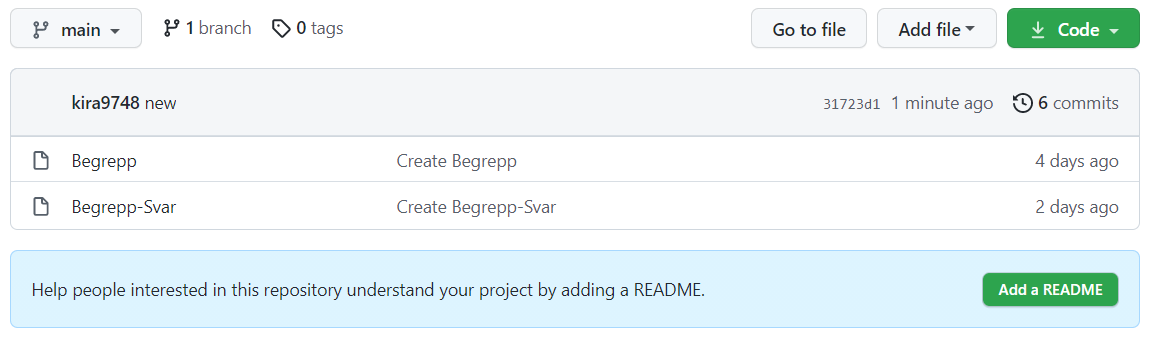 main 1 branch 0 tags Go to file Add file Code
kira9748 new 31723d1 1 minute ago 6 commits
Begrepp Create Begrepp 4 days ago
Begrepp-Svar Create Begrepp-Svar 2 days ago
Help people interested in this repository understand your project by adding a README. Add a README